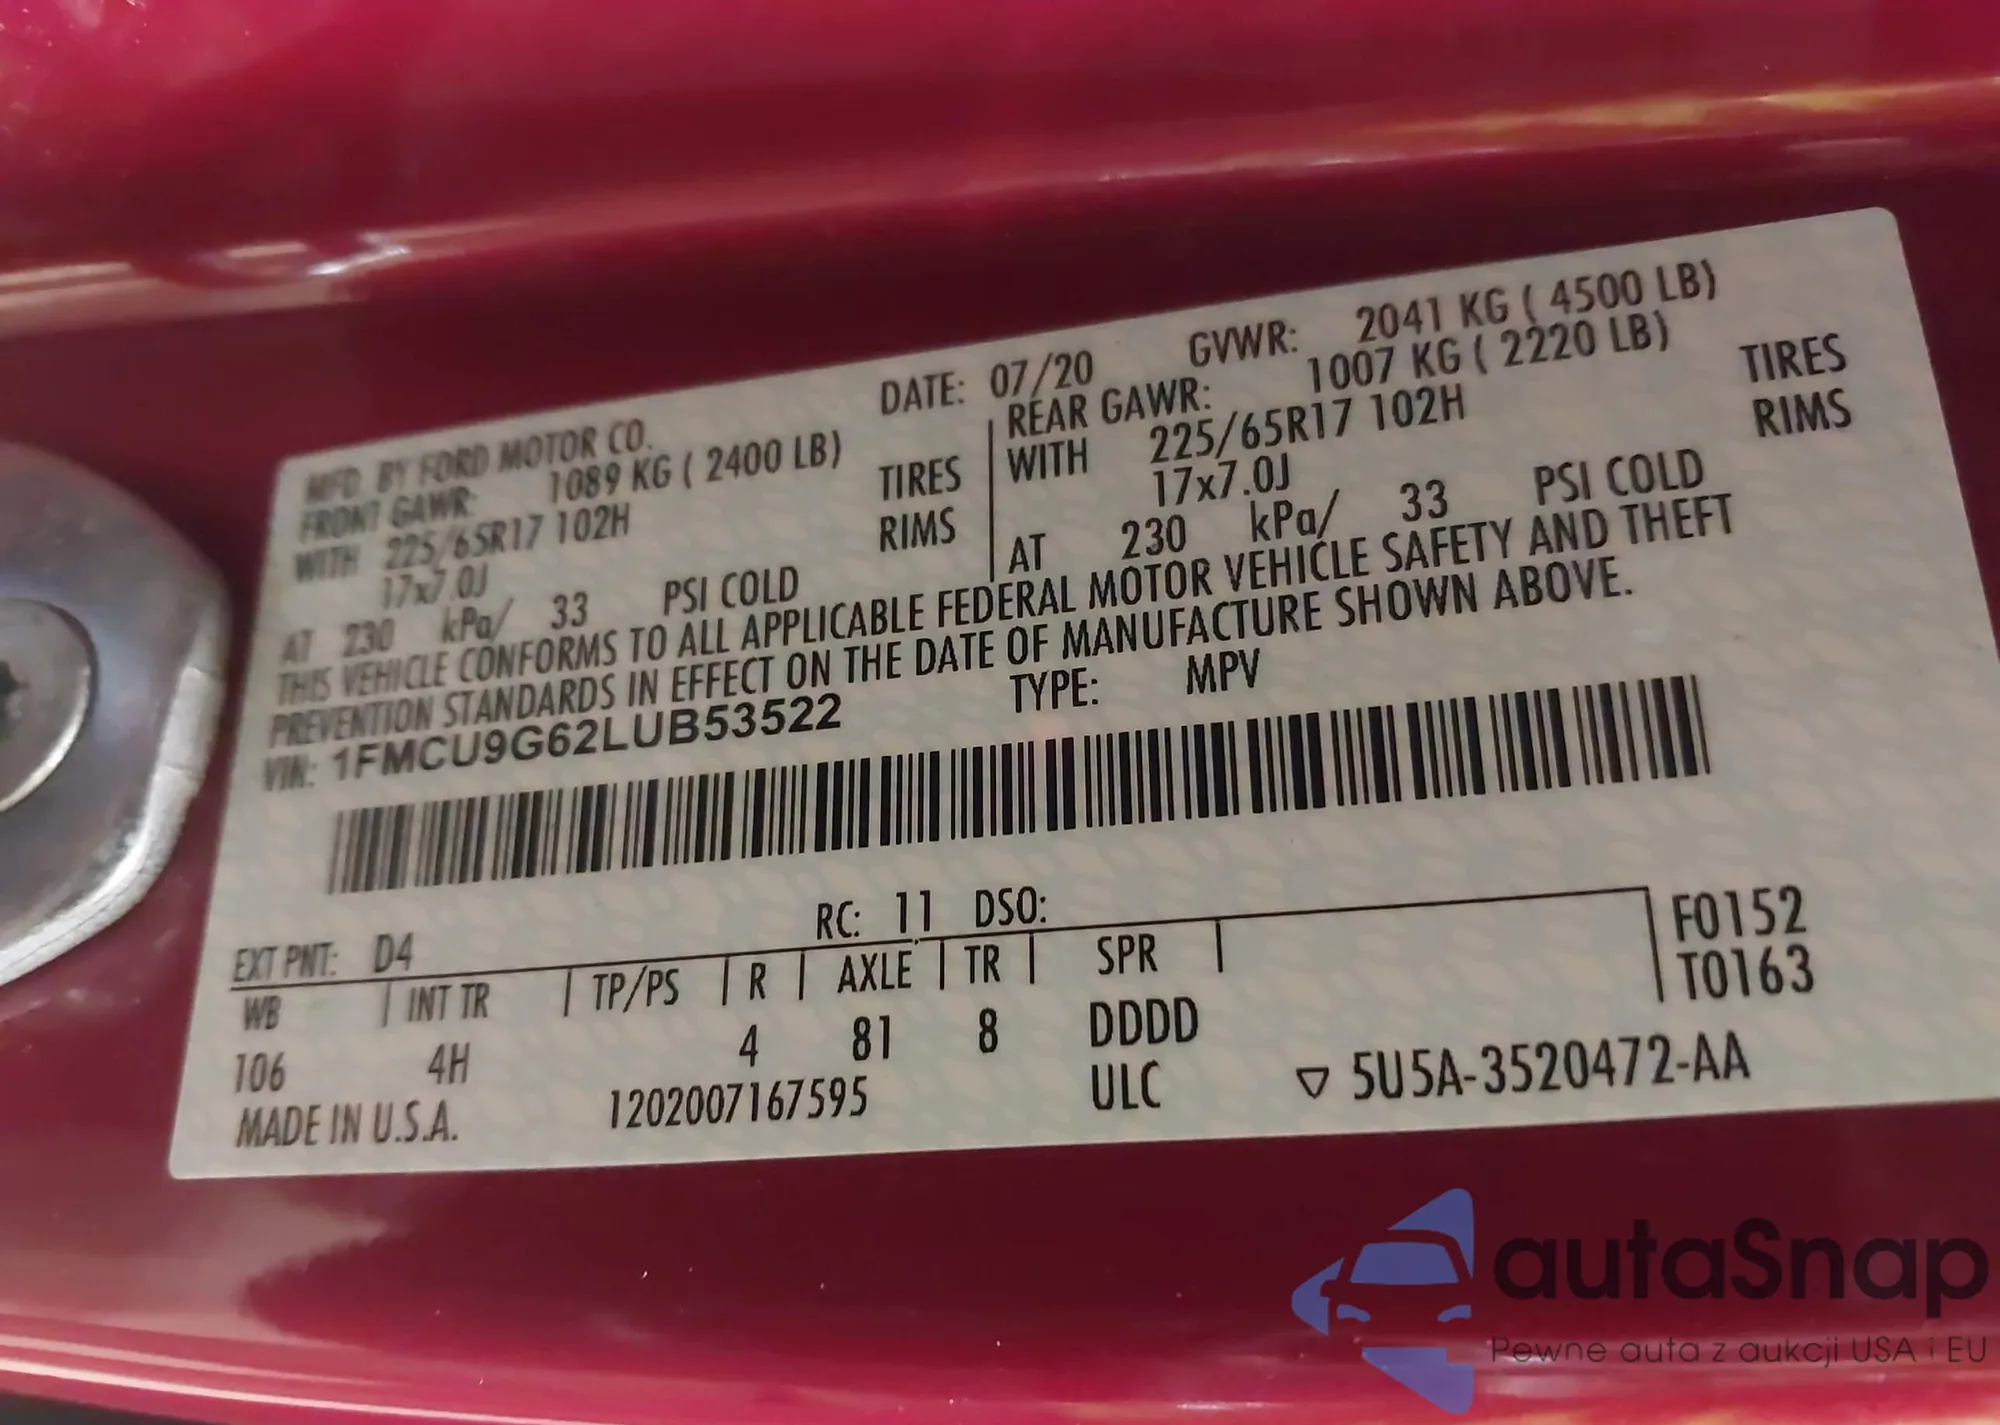 MFD. BY FORD MOTOR CO. DATE: 07/20 GVWR: 2041 KG ( 4500 LB)
FRONT GAWR: 1089 KG ( 2400 LB) REAR GAWR: 1007 KG ( 2220 LB)
WITH 225/65R17 102H TIRES WITH 225/65R17 102H TIRES
17x7.0J RIMS 17x7.0J RIMS
AT 230 kPa/ 33 PSI COLD AT 230 kPa/ 33 PSI COLD
THIS VEHICLE CONFORMS TO ALL APPLICABLE FEDERAL MOTOR VEHICLE SAFETY AND THEFT
PREVENTION STANDARDS IN EFFECT ON THE DATE OF MANUFACTURE SHOWN ABOVE.
VIN: 1FMCU9G62LUB53522 TYPE: MPV
EXT PNT: D4 RC: 11 DSO: F0152
WB INT TR TP/PS R AXLE TR SPR T0163
106 4H 4 81 8 DDDD
MADE IN U.S.A. 1202007167595 ULC ▽ 5U5A-3520472-AA
autaSnap
Pewne auta z aukcji USA i EU